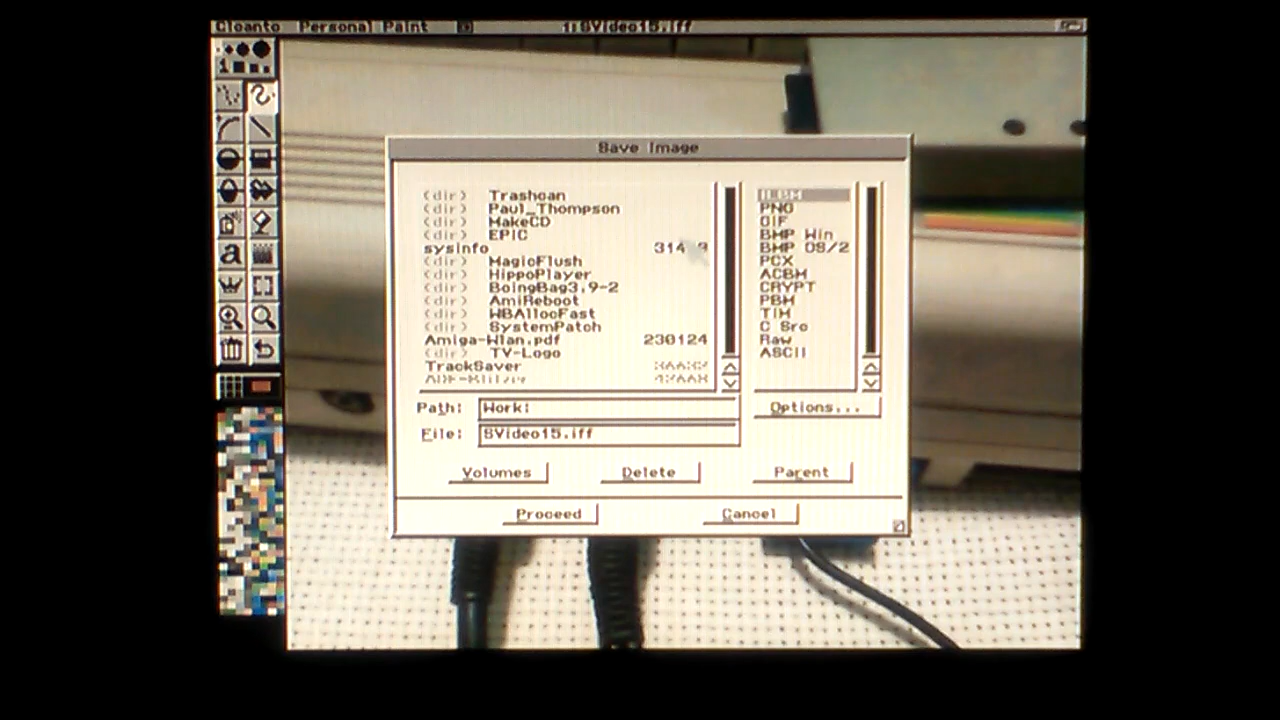 Cloanto Personal Paint 1:SVideo15.iff
Save Image
(dir) Trashcan
(dir) Paul_Thompson
(dir) MakeCD
(dir) EPIC
sysinfo
(dir) MagicFlush
(dir) HippoPlayer
(dir) BoingBag3.9-2
(dir) AmiReboot
(dir) WBAllocFast
(dir) SystemPatch
Amiga-Wlan.pdf 230124
(dir) TV-Logo
TrackSaver
ILBM
PNG
GIF
BMP Win
BMP OS/2
PCX
ACBM
CRYPT
PBM
TIM
C Src
Raw
ASCII
Path: Work:
Options...
File: SVideo15.iff
Volumes Delete Parent
Proceed Cancel